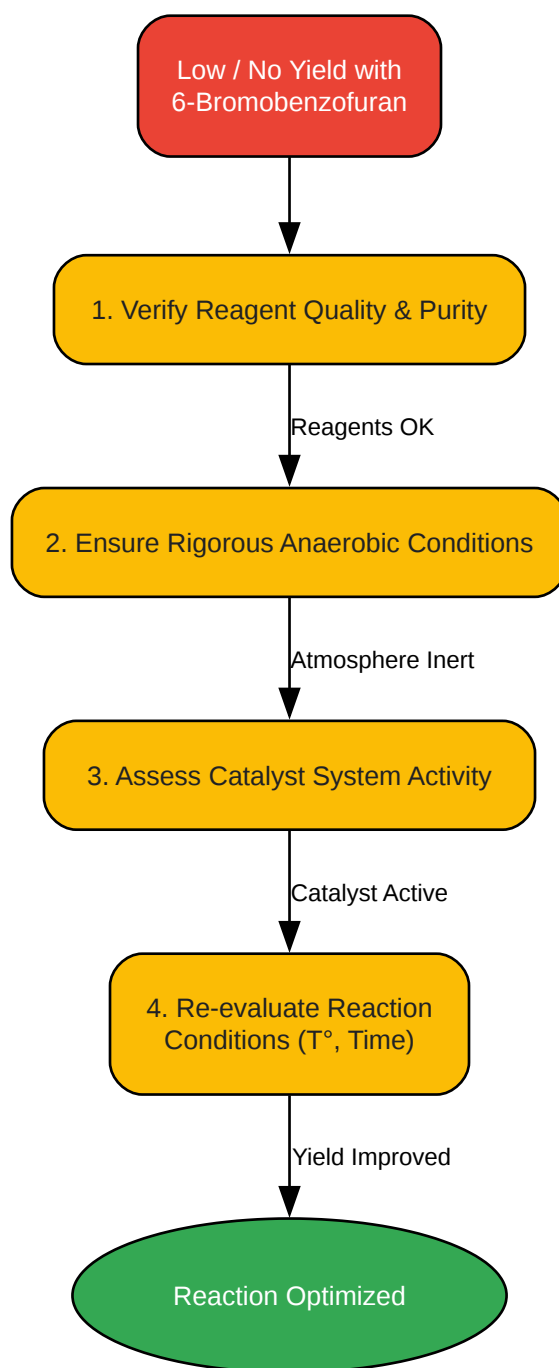 Low / No Yield with
6-Bromobenzofuran
1. Verify Reagent Quality & Purity
Reagents OK
2. Ensure Rigorous Anaerobic Conditions
Atmosphere Inert
3. Assess Catalyst System Activity
Catalyst Active
4. Re-evaluate Reaction
Conditions (T°, Time)
Yield Improved
Reaction Optimized